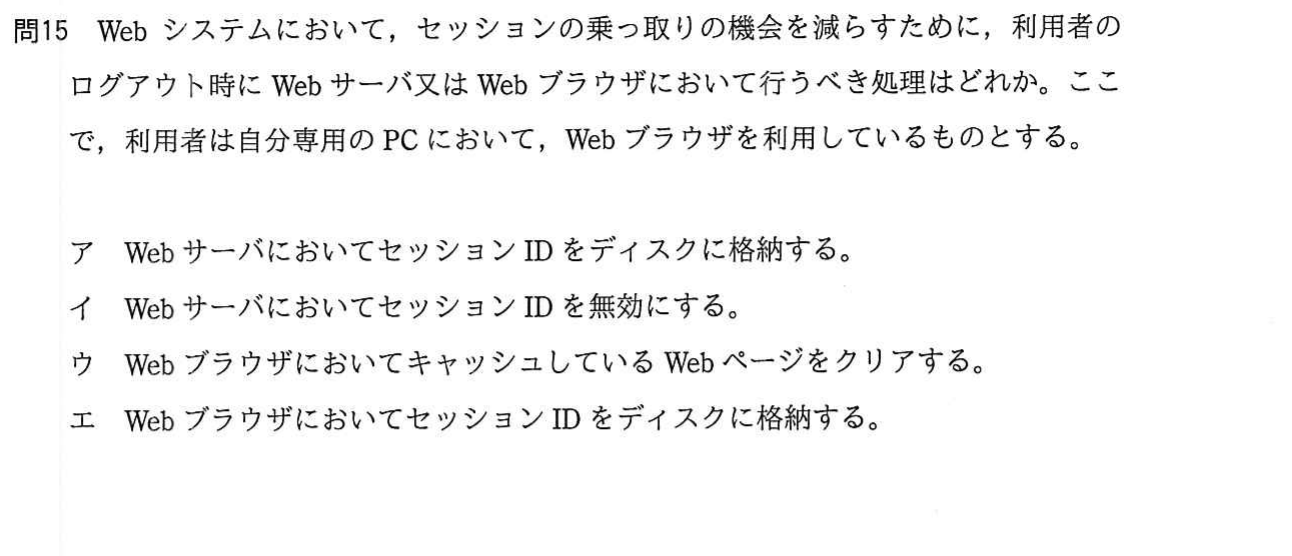 問15　Web システムにおいて，セッションの乗っ取りの機会を減らすために，利用者の
ログアウト時に Web サーバ又は Web ブラウザにおいて行うべき処理はどれか。ここ
で，利用者は自分専用の PC において，Web ブラウザを利用しているものとする。
ア　Web サーバにおいてセッション ID をディスクに格納する。
イ　Web サーバにおいてセッション ID を無効にする。
ウ　Web ブラウザにおいてキャッシュしている Web ページをクリアする。
エ　Web ブラウザにおいてセッション ID をディスクに格納する。